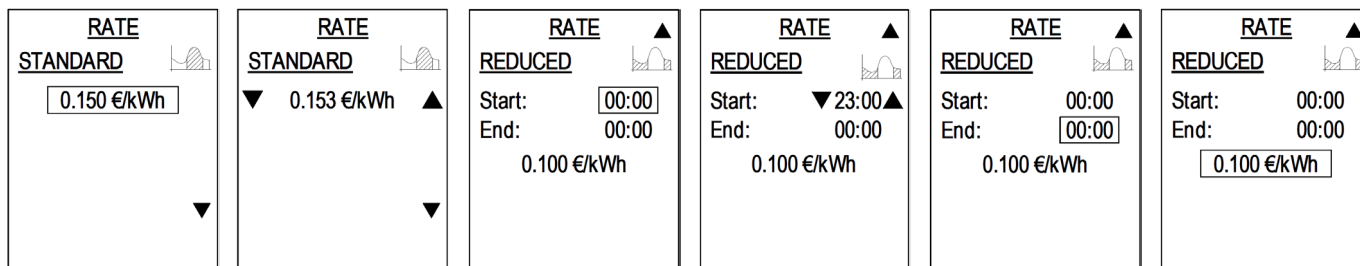 RATE
STANDARD
0.150 €/kWh
RATE
STANDARD
▼ 0.153 €/kWh ▲
RATE
REDUCED
Start: 00:00
End: 00:00
0.100 €/kWh
RATE
REDUCED
Start: ▼23:00▲
End: 00:00
0.100 €/kWh
RATE
REDUCED
Start: 00:00
End: 00:00
0.100 €/kWh
RATE
REDUCED
Start: 00:00
End: 00:00
0.100 €/kWh